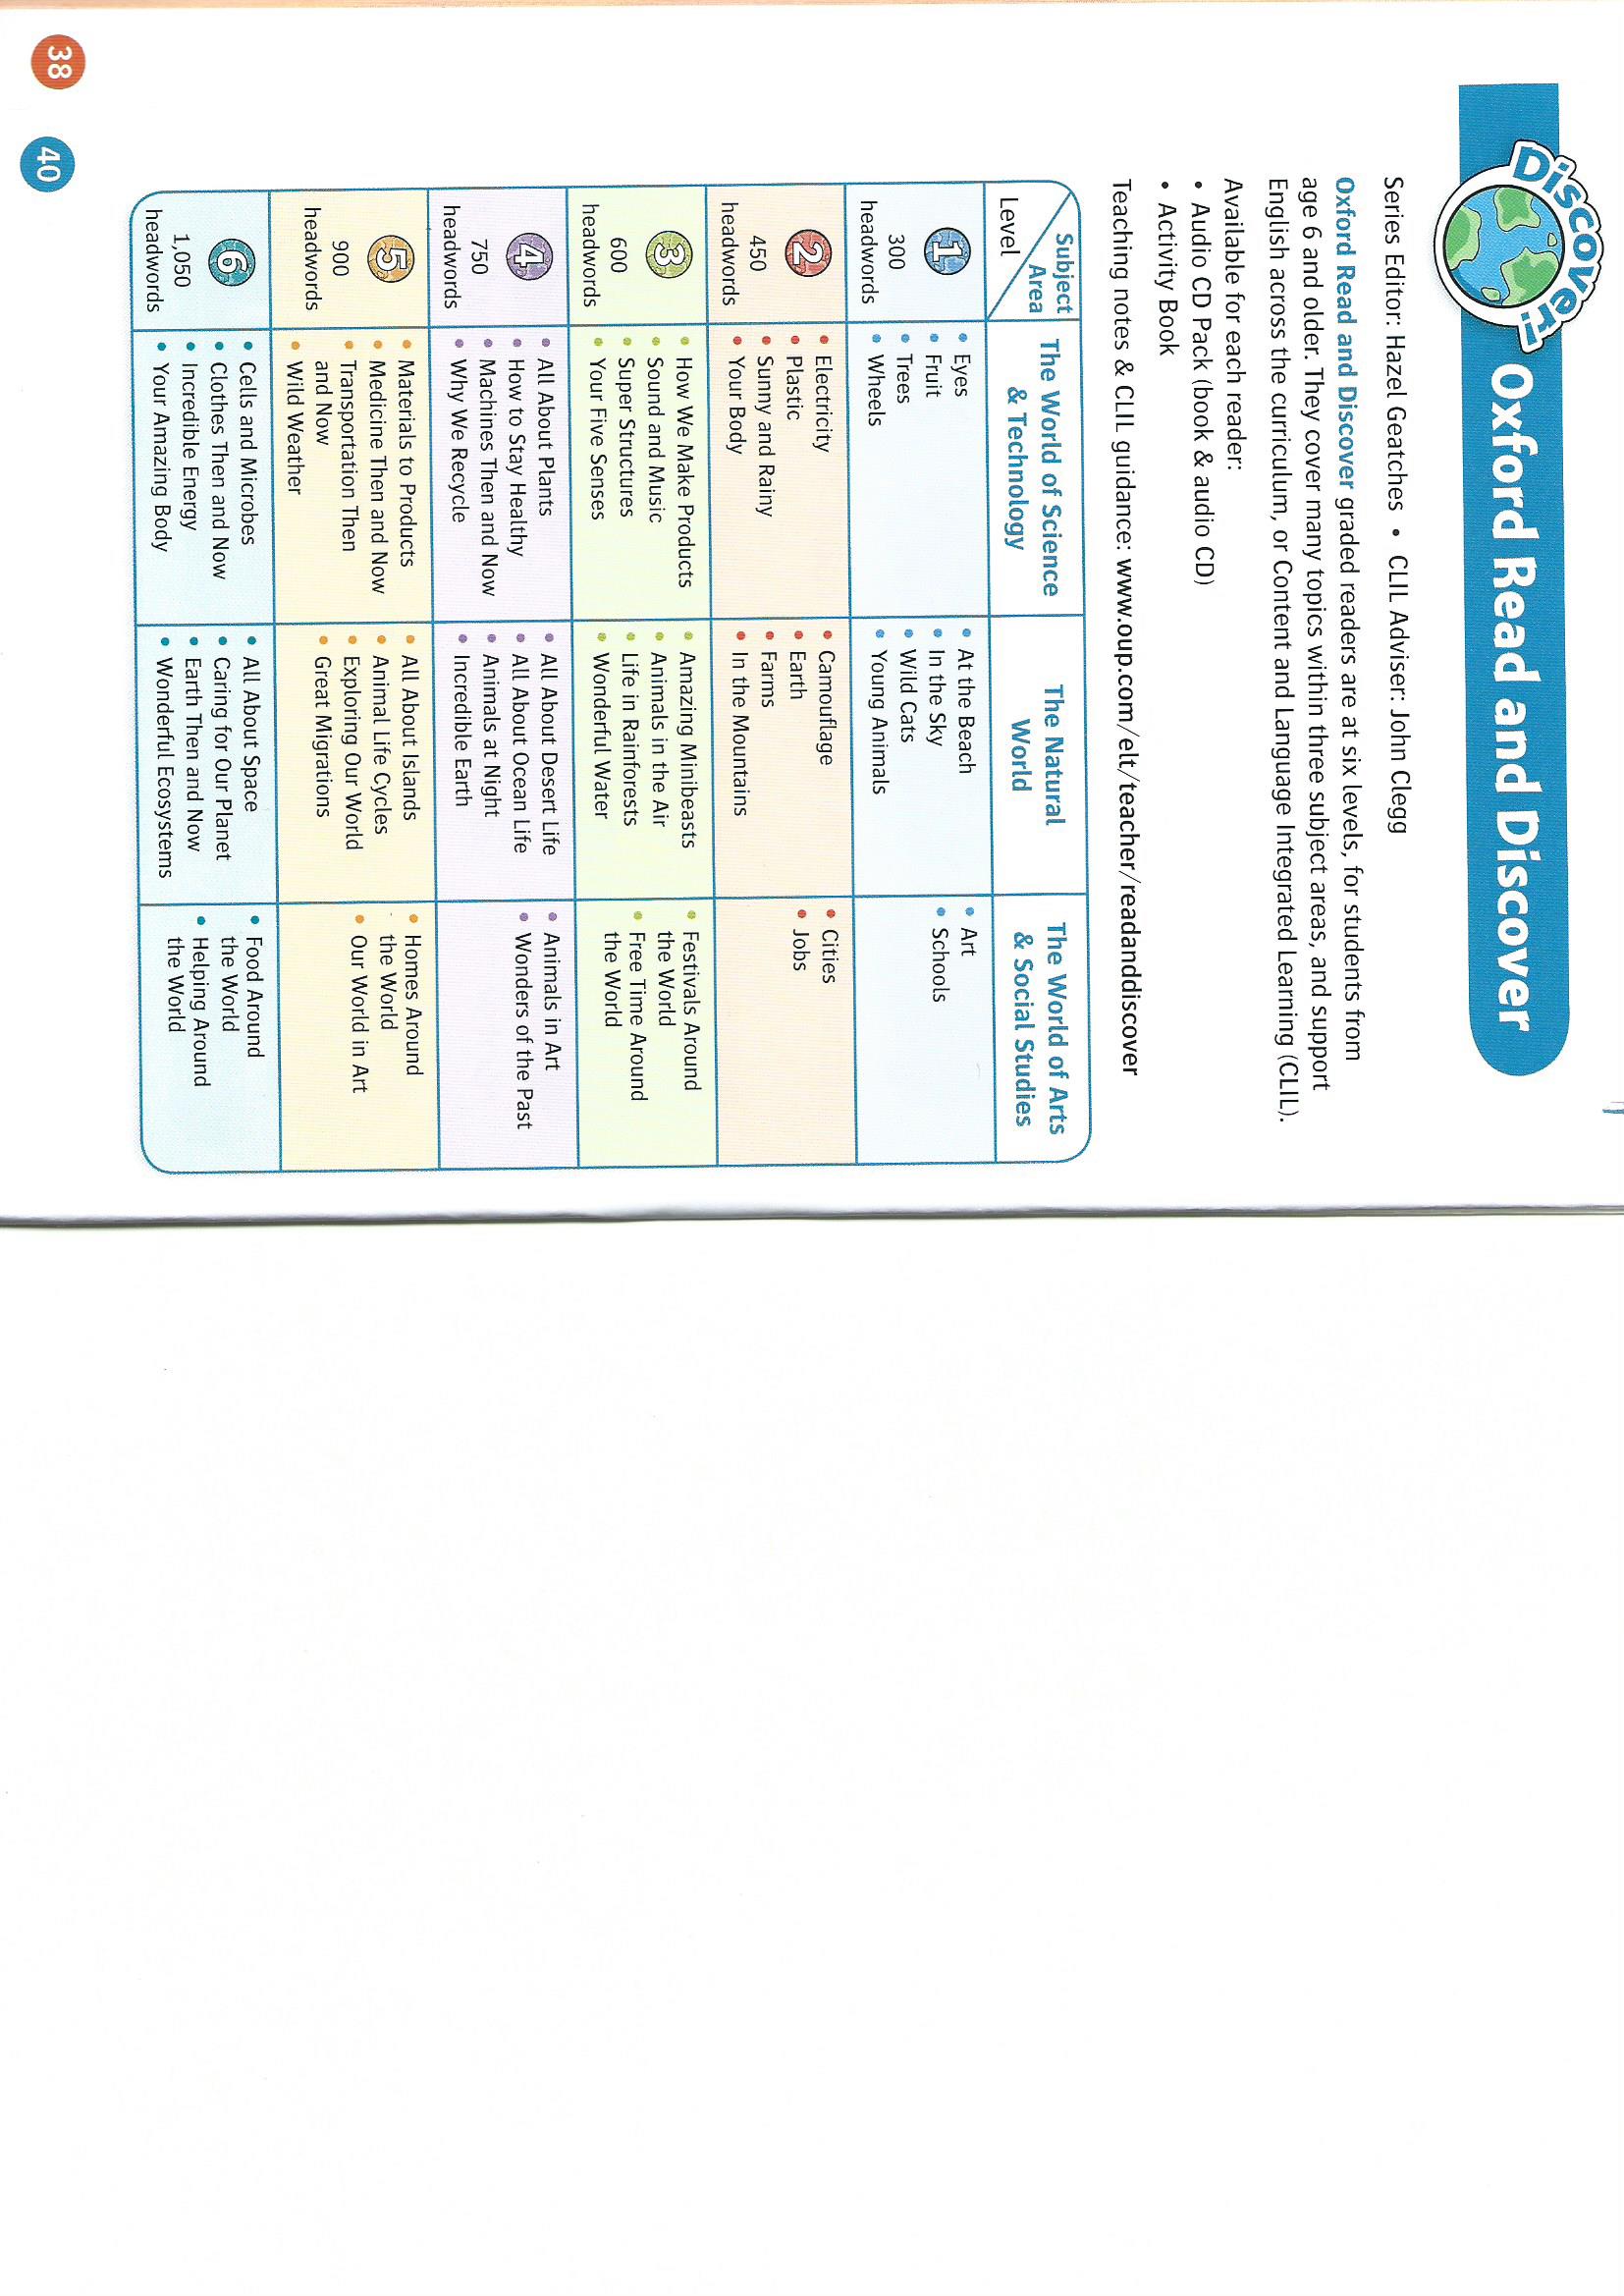 Discover!
Oxford Read and Discover
Series Editor: Hazel Geatches • CLIL Adviser: John Clegg
Oxford Read and Discover graded readers are at six levels, for students from
age 6 and older. They cover many topics within three subject areas, and support
English across the curriculum, or Content and Language Integrated Learning (CLIL).
Available for each reader:
• Audio CD Pack (book & audio CD)
• Activity Book
Teaching notes & CLIL guidance: www.oup.com/elt/teacher/readanddiscover
Subject
Area
Level
The World of Science
& Technology
The Natural
World
The World of Arts
& Social Studies
1
300
headwords
• Eyes
• Fruit
• Trees
• Wheels
• At the Beach
• In the Sky
• Wild Cats
• Young Animals
• Art
• Schools
2
450
headwords
• Electricity
• Plastic
• Sunny and Rainy
• Your Body
• Camouflage
• Earth
• Farms
• In the Mountains
• Cities
• Jobs
3
600
headwords
• How We Make Products
• Sound and Music
• Super Structures
• Your Five Senses
• Amazing Minibeasts
• Animals in the Air
• Life in Rainforests
• Wonderful Water
• Festivals Around
the World
• Free Time Around
the World
4
750
headwords
• All About Plants
• How to Stay Healthy
• Machines Then and Now
• Why We Recycle
• All About Desert Life
• All About Ocean Life
• Animals at Night
• Incredible Earth
• Animals in Art
• Wonders of the Past
5
900
headwords
• Materials to Products
• Medicine Then and Now
• Transportation Then
and Now
• Wild Weather
• All About Islands
• Animal Life Cycles
• Exploring Our World
• Great Migrations
• Homes Around
the World
• Our World in Art
6
1,050
headwords
• Cells and Microbes
• Clothes Then and Now
• Incredible Energy
• Your Amazing Body
• All About Space
• Caring for Our Planet
• Earth Then and Now
• Wonderful Ecosystems
• Food Around
the World
• Helping Around
the World
38
40